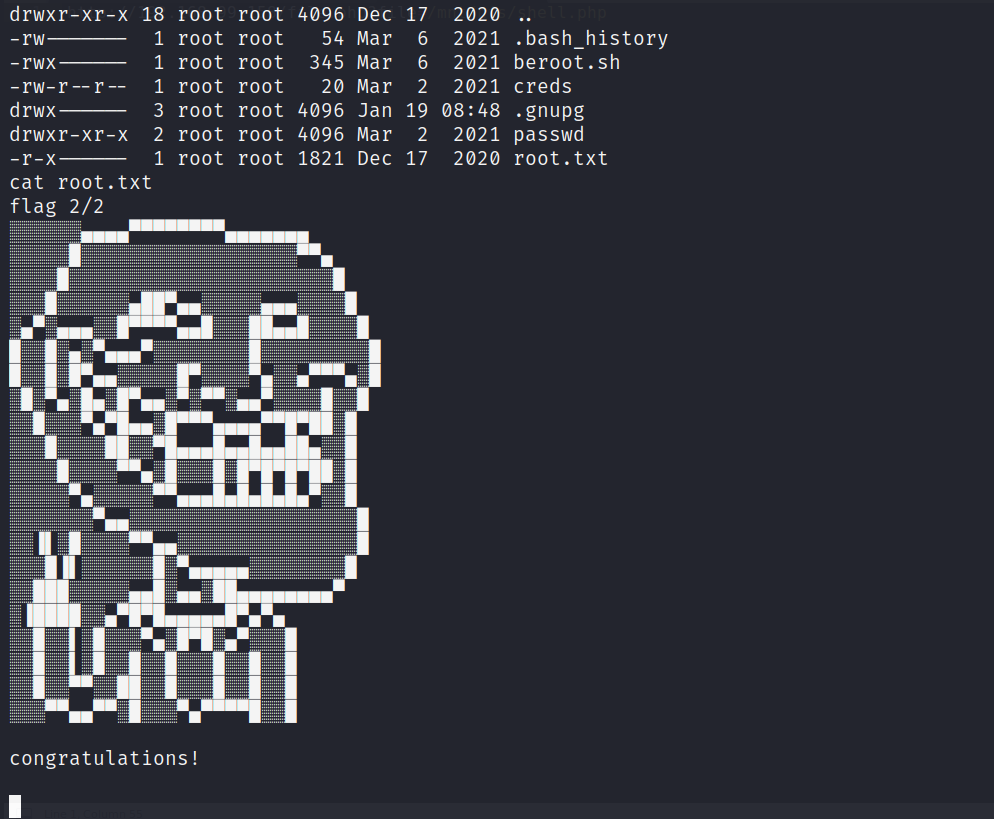 drwxr-xr-x 18 root root 4096 Dec 17  2020 ..
-rw-------  1 root root   54 Mar  6  2021 .bash_history
-rwx------  1 root root  345 Mar  6  2021 beroot.sh
-rw-r--r--  1 root root   20 Mar  2  2021 creds
drwx------  3 root root 4096 Jan 19 08:48 .gnupg
drwxr-xr-x  2 root root 4096 Mar  2  2021 passwd
-r-x------  1 root root 1821 Dec 17  2020 root.txt
cat root.txt
flag 2/2
congratulations!